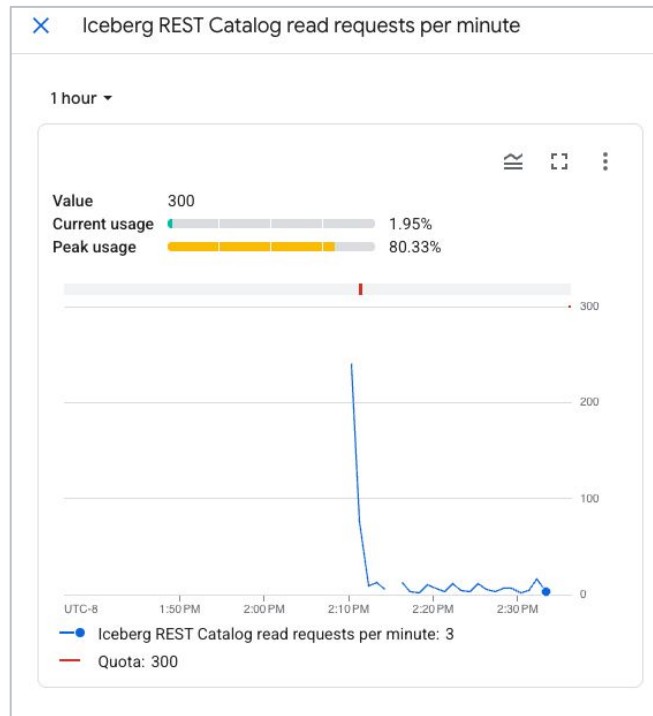 Iceberg REST Catalog read requests per minute
1 hour
Value 300
Current usage 1.95%
Peak usage 80.33%
300
200
100
0
UTC-8 1:50 PM 2:00 PM 2:10 PM 2:20 PM 2:30 PM
Iceberg REST Catalog read requests per minute: 3
Quota: 300